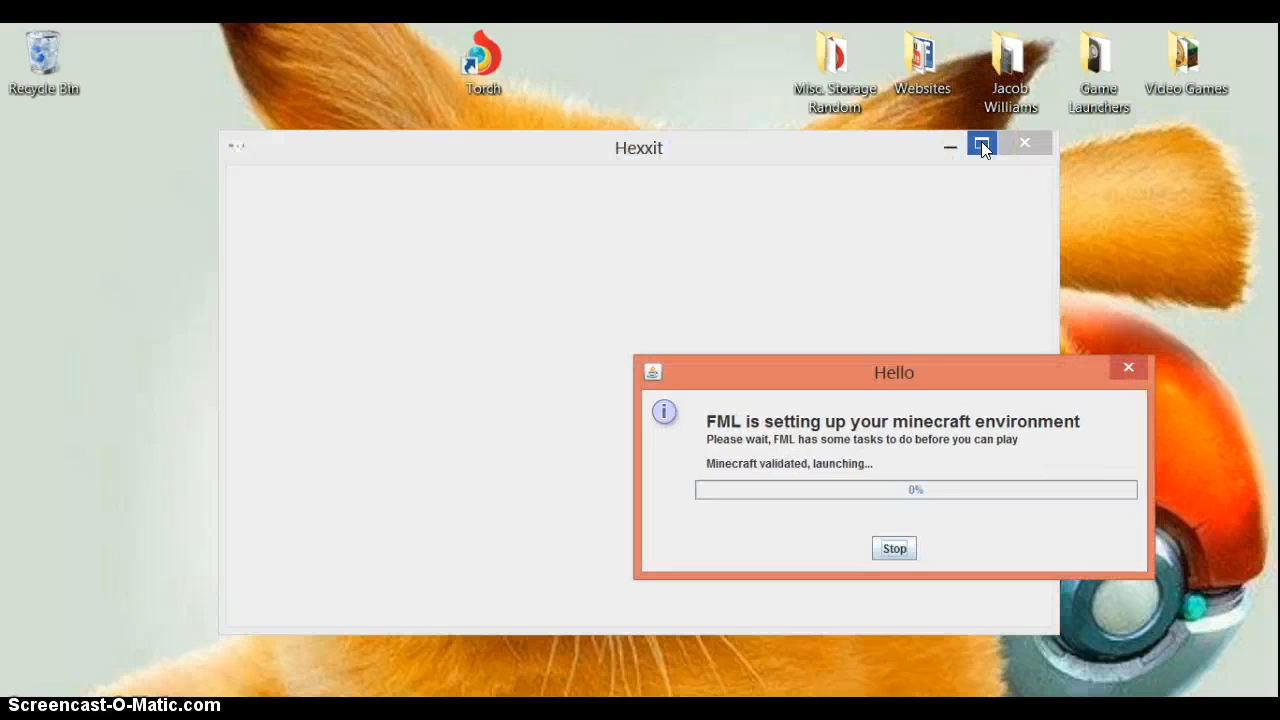 Recycle Bin
Torch
Misc. Storage
Random
Websites
Jacob
Williams
Game
Launchers
Video Games
Hexxit
Hello
FML is setting up your minecraft environment
Please wait, FML has some tasks to do before you can play
Minecraft validated, launching...
0%
Stop
Screencast-O-Matic.com